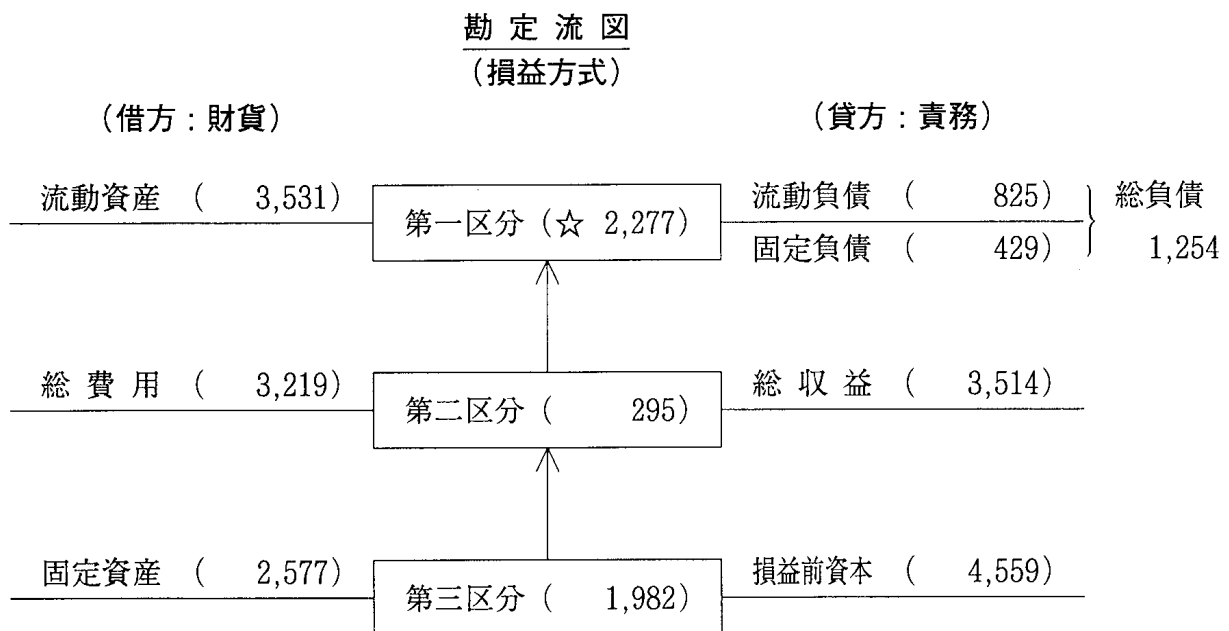 勘定流図
(損益方式)
(借方:財貨) (貸方:責務)
流動資産 ( 3,531) 第一区分 (☆ 2,277) 流動負債 ( 825) 総負債
固定負債 ( 429) 1,254
総費用 ( 3,219) 第二区分 ( 295) 総収益 ( 3,514)
固定資産 ( 2,577) 第三区分 ( 1,982) 損益前資本 ( 4,559)